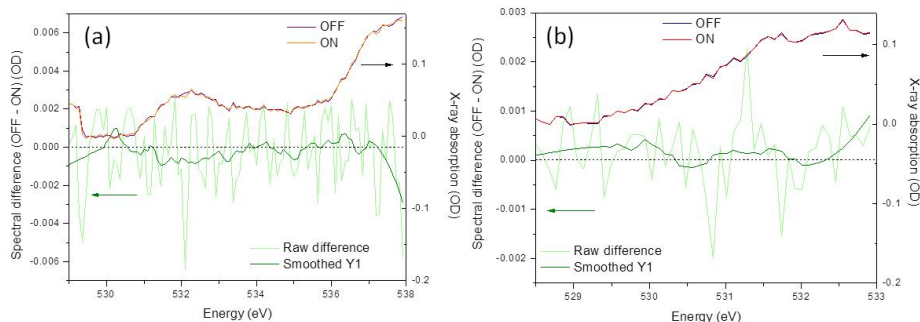 (a)
OFF
ON
Spectral difference (OFF - ON) (OD)
0.006
0.004
0.002
0.000
-0.002
-0.004
-0.006
0.1
0.0
-0.1
-0.2
X-ray absorption (OD)
Raw difference
Smoothed Y1
530
532
534
536
538
Energy (eV)
(b)
OFF
ON
Spectral difference (OFF - ON) (OD)
0.003
0.002
0.001
0.000
-0.001
-0.002
0.1
0.0
-0.1
-0.2
X-ray absorption (OD)
Raw difference
Smoothed Y1
529
530
531
532
533
Energy (eV)